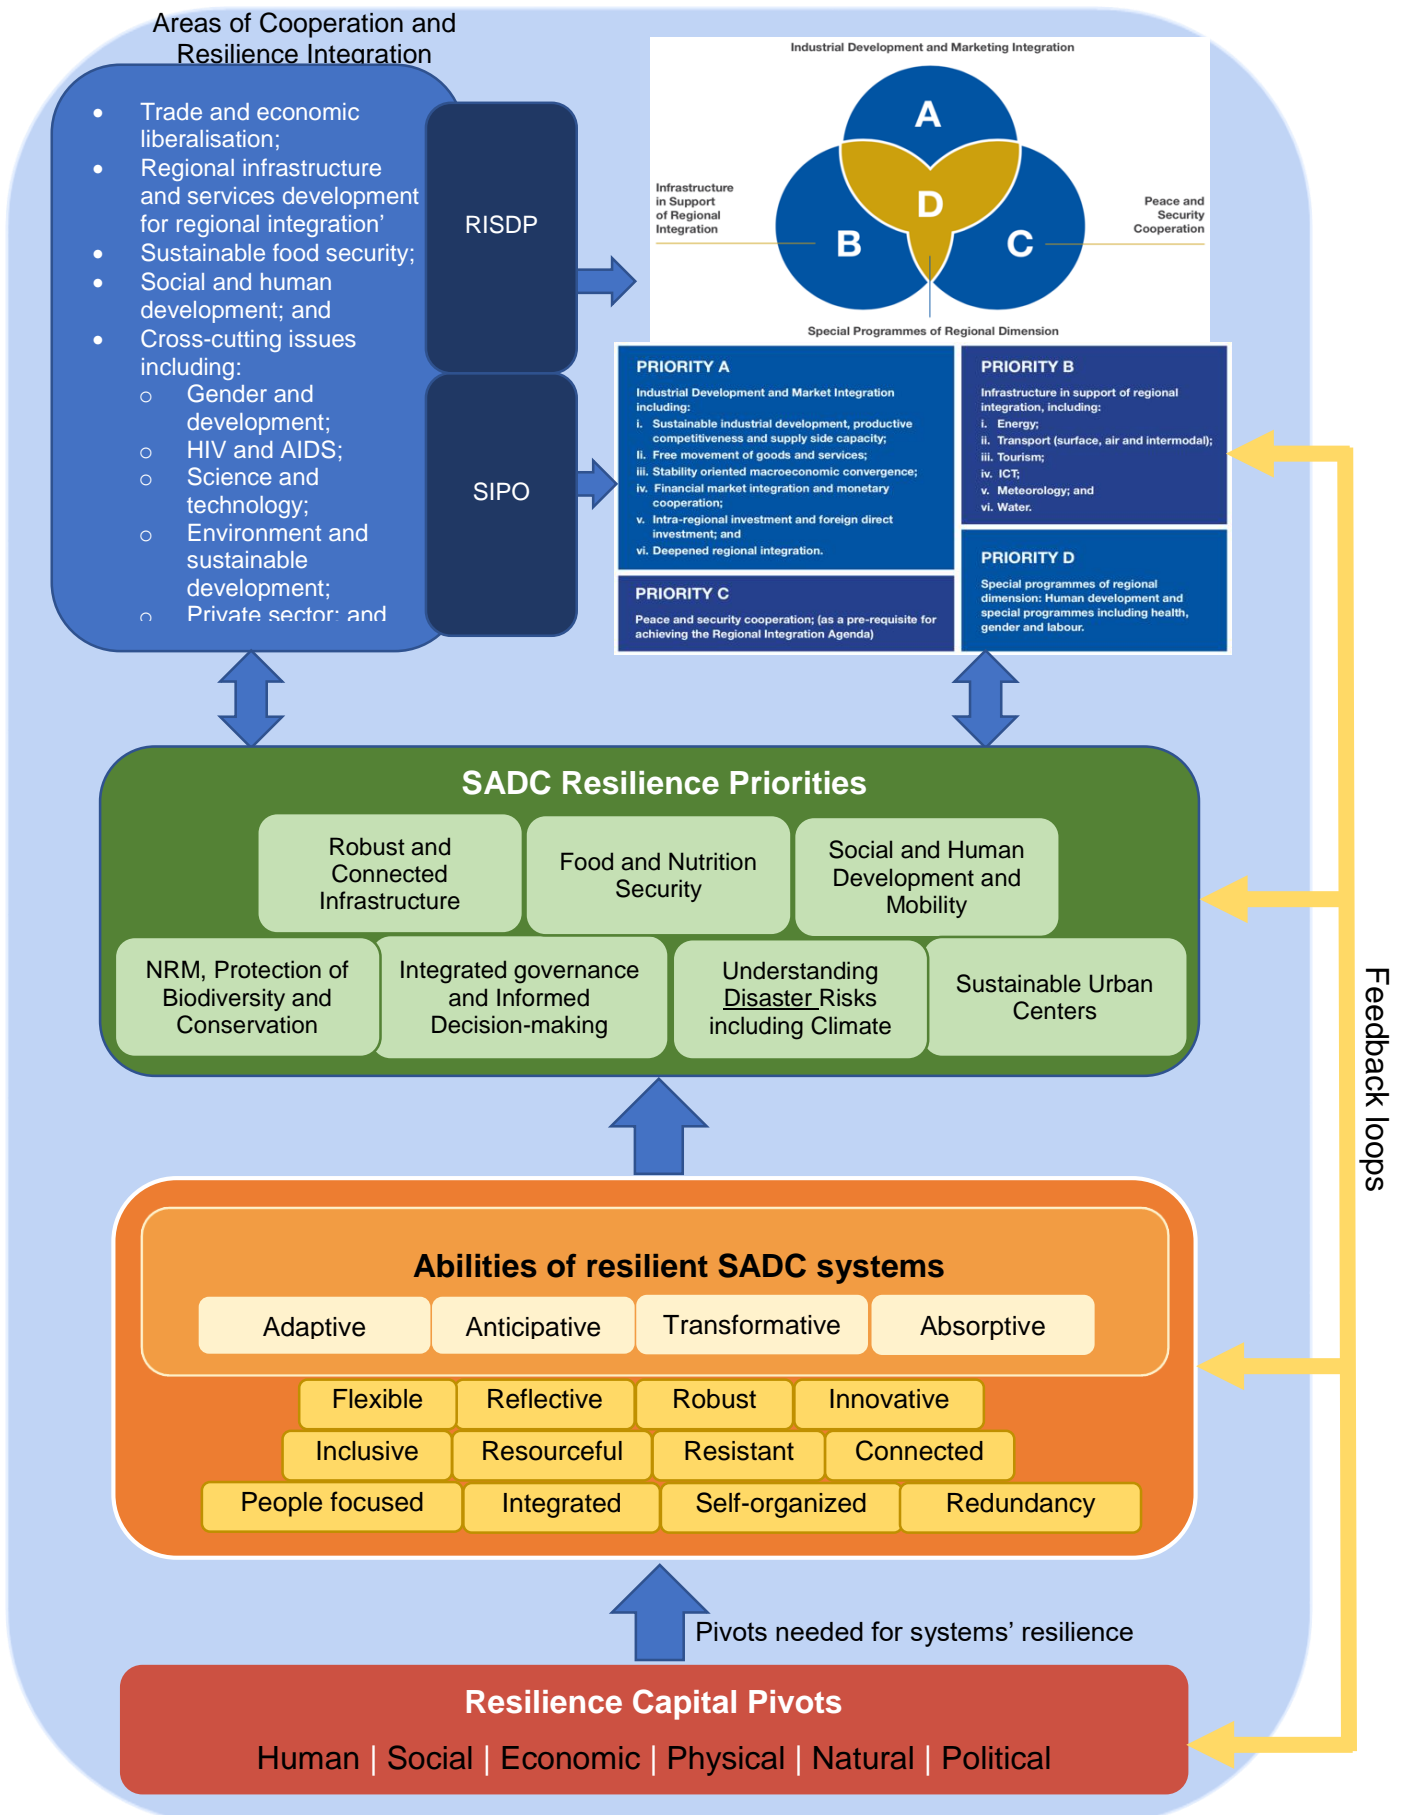 Areas of Cooperation and
Resilience Integration
• Trade and economic
liberalisation;
• Regional infrastructure
and services development
for regional integration’
• Sustainable food security;
• Social and human
development; and
• Cross-cutting issues
including:
o Gender and
development;
o HIV and AIDS;
o Science and
technology;
o Environment and
sustainable
development;
o Private sector; and
RISDP
SIPO
Industrial Development and Marketing Integration
A
B
C
D
Infrastructure
in Support
of Regional
Integration
Peace and
Security
Cooperation
Special Programmes of Regional Dimension
PRIORITY A
Industrial Development and Market Integration
including:
i. Sustainable industrial development, productive
competitiveness and supply side capacity;
Ii. Free movement of goods and services;
iii. Stability oriented macroeconomic convergence;
iv. Financial market integration and monetary
cooperation;
v. Intra-regional investment and foreign direct
investment; and
vi. Deepened regional integration.
PRIORITY B
Infrastructure in support of regional
integration, including:
i. Energy;
ii. Transport (surface, air and intermodal);
iii. Tourism;
iv. ICT;
v. Meteorology; and
vi. Water.
PRIORITY C
Peace and security cooperation; (as a pre-requisite for
achieving the Regional Integration Agenda)
PRIORITY D
Special programmes of regional
dimension: Human development and
special programmes including health,
gender and labour.
SADC Resilience Priorities
Robust and
Connected
Infrastructure
Food and Nutrition
Security
Social and Human
Development and
Mobility
NRM, Protection of
Biodiversity and
Conservation
Integrated governance
and Informed
Decision-making
Understanding
Disaster Risks
including Climate
Sustainable Urban
Centers
Feedback loops
Abilities of resilient SADC systems
Adaptive Anticipative Transformative Absorptive
Flexible Reflective Robust Innovative
Inclusive Resourceful Resistant Connected
People focused Integrated Self-organized Redundancy
Pivots needed for systems’ resilience
Resilience Capital Pivots
Human | Social | Economic | Physical | Natural | Political